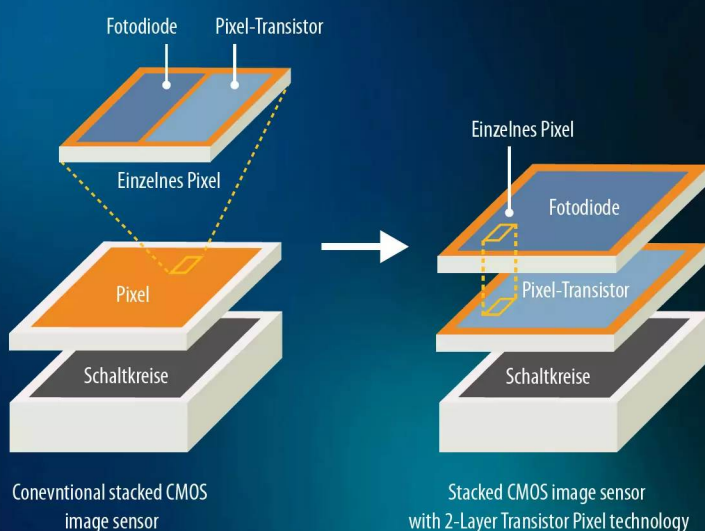 Fotodiode
Pixel-Transistor
Einzelnes Pixel
Pixel
Schaltkreise
Conevntional stacked CMOS
image sensor
Einzelnes Pixel
Fotodiode
Pixel-Transistor
Schaltkreise
Stacked CMOS image sensor
with 2-Layer Transistor Pixel technology